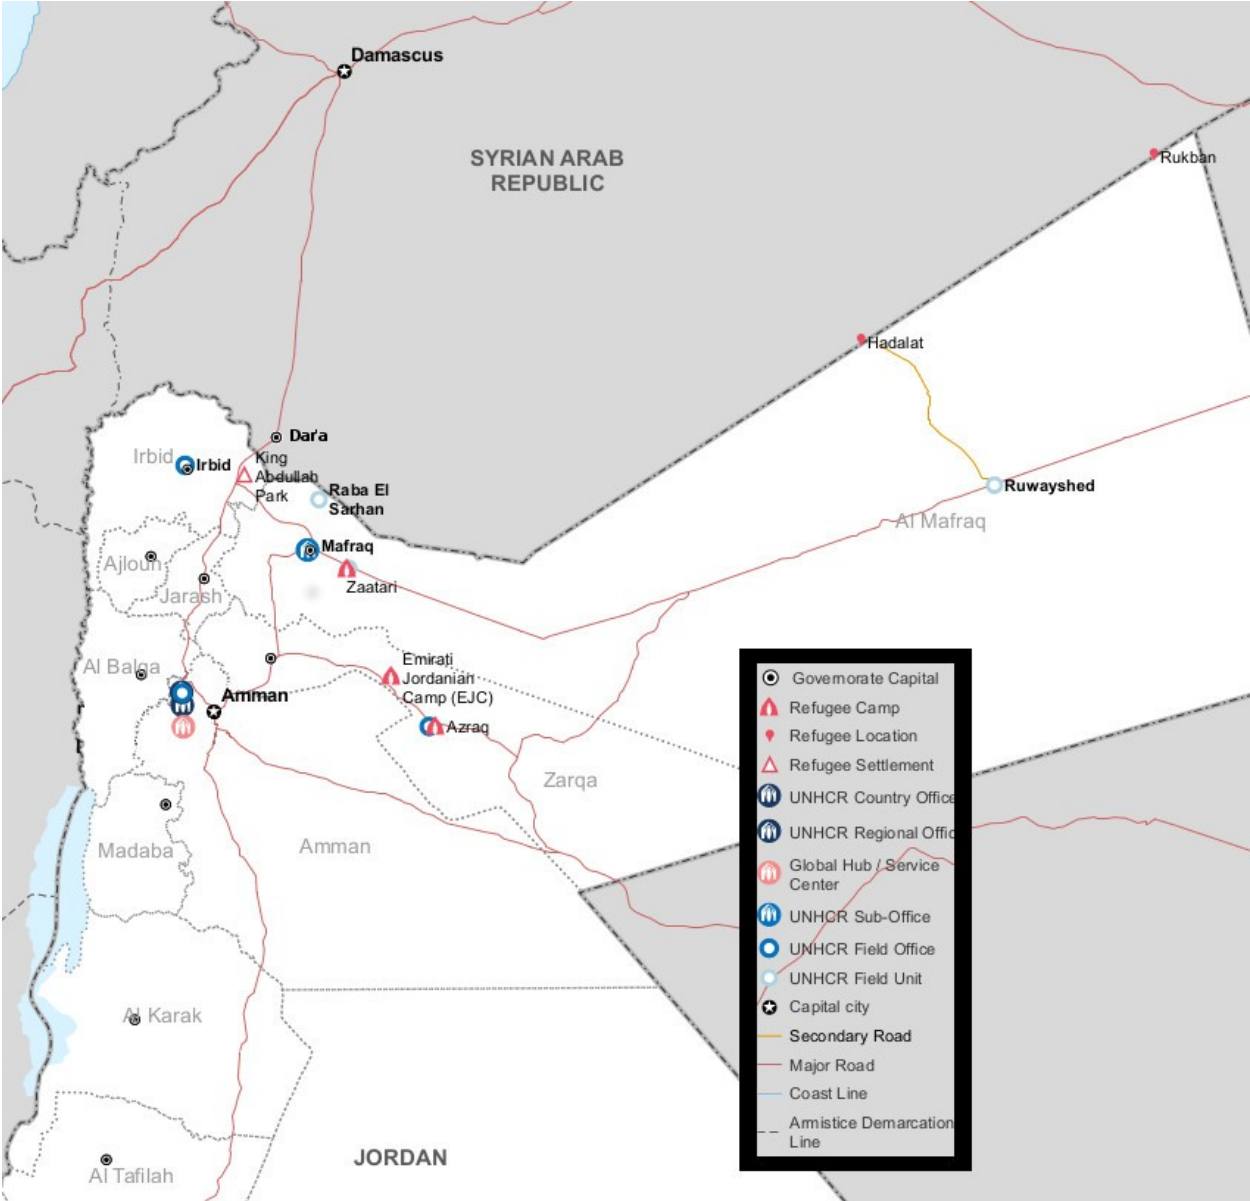 Damascus
SYRIAN ARAB
REPUBLIC
Rukban
Hadalat
Dar'a
Irbid
Irbid
King
Abdullah
Park
Raba El
Sarhan
Ruwayshed
Al Mafraq
Mafraq
Ajloun
Zaatari
Jarash
Al Balqa
Emirati
Jordanian
Camp (EJC)
Amman
Azraq
Zarqa
Madaba
Amman
Al Karak
JORDAN
Al Tafilah
Governorate Capital
Refugee Camp
Refugee Location
Refugee Settlement
UNHCR Country Office
UNHCR Regional Offic
Global Hub / Service
Center
UNHCR Sub-Office
UNHCR Field Office
UNHCR Field Unit
Capital city
Secondary Road
Major Road
Coast Line
Armistice Demarcation
Line